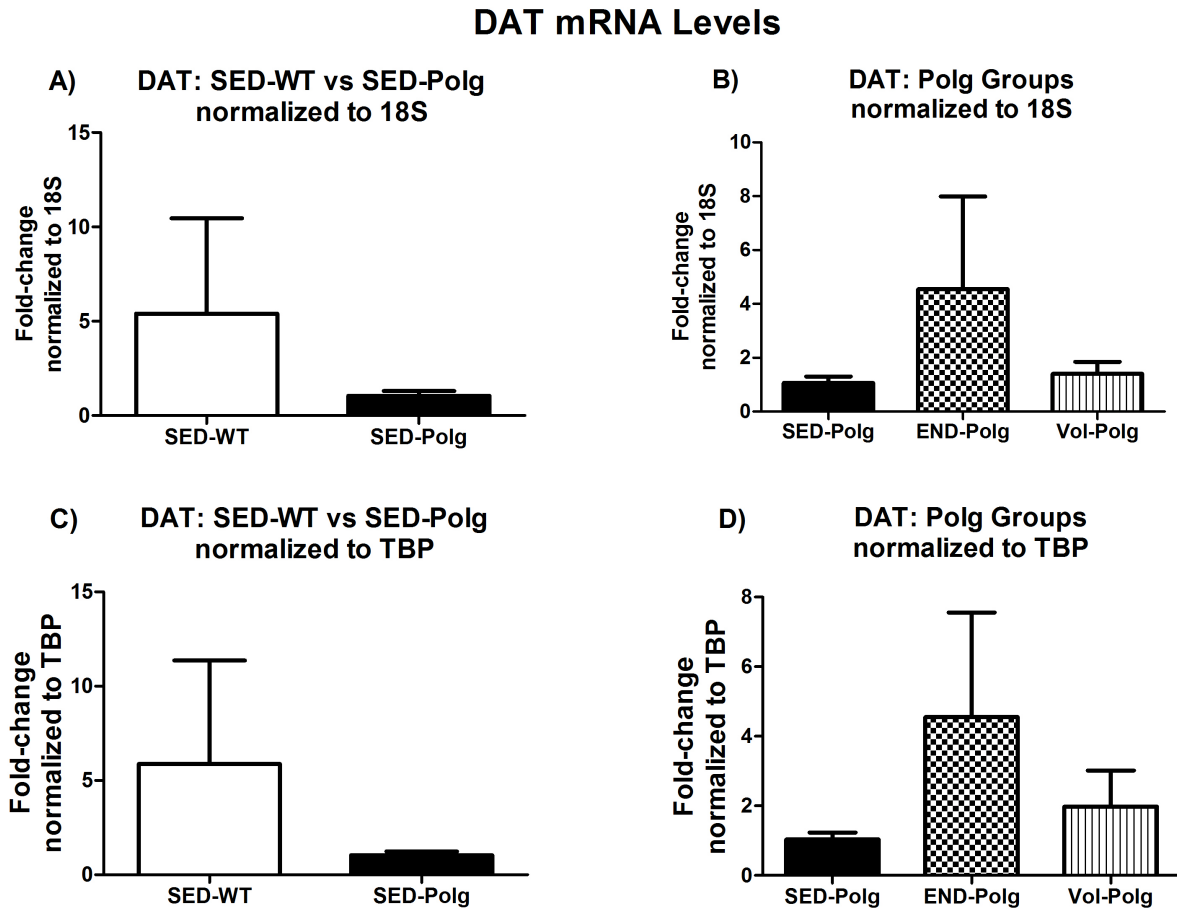 DAT mRNA Levels
A)
DAT: SED-WT vs SED-Polg
normalized to 18S
Fold-change
normalized to 18S
15
10
5
0
SED-WT
SED-Polg
B)
DAT: Polg Groups
normalized to 18S
Fold-change
normalized to 18S
10
8
6
4
2
0
SED-Polg
END-Polg
Vol-Polg
C)
DAT: SED-WT vs SED-Polg
normalized to TBP
Fold-change
normalized to TBP
15
10
5
0
SED-WT
SED-Polg
D)
DAT: Polg Groups
normalized to TBP
Fold-change
normalized to TBP
8
6
4
2
0
SED-Polg
END-Polg
Vol-Polg